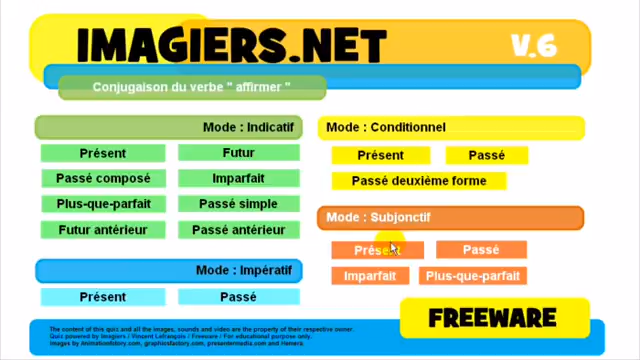 IMAGIERS.NET
V.6
Conjugaison du verbe " affirmer "
Mode : Indicatif
Présent Futur
Passé composé Imparfait
Plus-que-parfait Passé simple
Futur antérieur Passé antérieur
Mode : Impératif
Présent Passé
Mode : Conditionnel
Présent Passé
Passé deuxième forme
Mode : Subjonctif
Présent Passé
Imparfait Plus-que-parfait
FREEWARE
The content of this quiz and all the images, sounds and video are the property of their respective owner.
Quiz powered by Imagiers / Vincent Lefrançois / Freeware / For educational purpose only.
Images by Animationfactory.com, graphicsfactory.com, presentermedia.com and Hemera